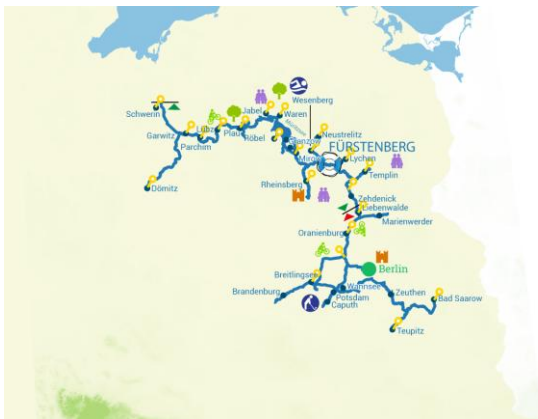 Wesenberg
Jabel
Waren
Schwerin
Lübz
Plau
Neustrelitz
Garwitz
Parchim
Röbel
FÜRSTENBERG
Mirow
Lychen
Templin
Rheinsberg
Dömitz
Zehdenick
Liebenwalde
Marienwerder
Oranienburg
Berlin
Breitlingsee
Wannsee
Brandenburg
Potsdam
Zeuthen
Bad Saarow
Caputh
Teupitz